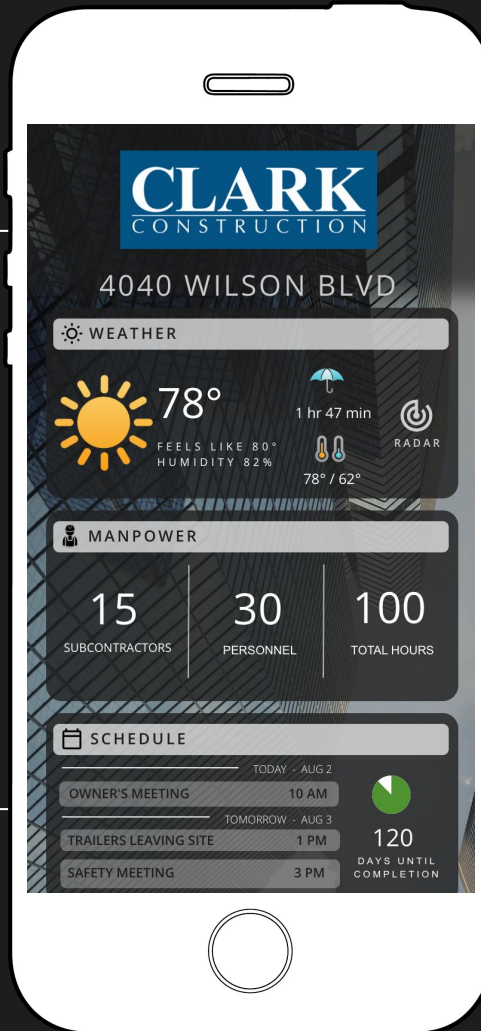 CLARK
CONSTRUCTION
4040 WILSON BLVD
WEATHER
78°
FEELS LIKE 80°
HUMIDITY 82%
1 hr 47 min
78° / 62°
RADAR
MANPOWER
15
SUBCONTRACTORS
30
PERSONNEL
100
TOTAL HOURS
SCHEDULE
TODAY - AUG 2
OWNER'S MEETING 10 AM
TOMORROW - AUG 3
TRAILERS LEAVING SITE 1 PM
SAFETY MEETING 3 PM
120
DAYS UNTIL
COMPLETION